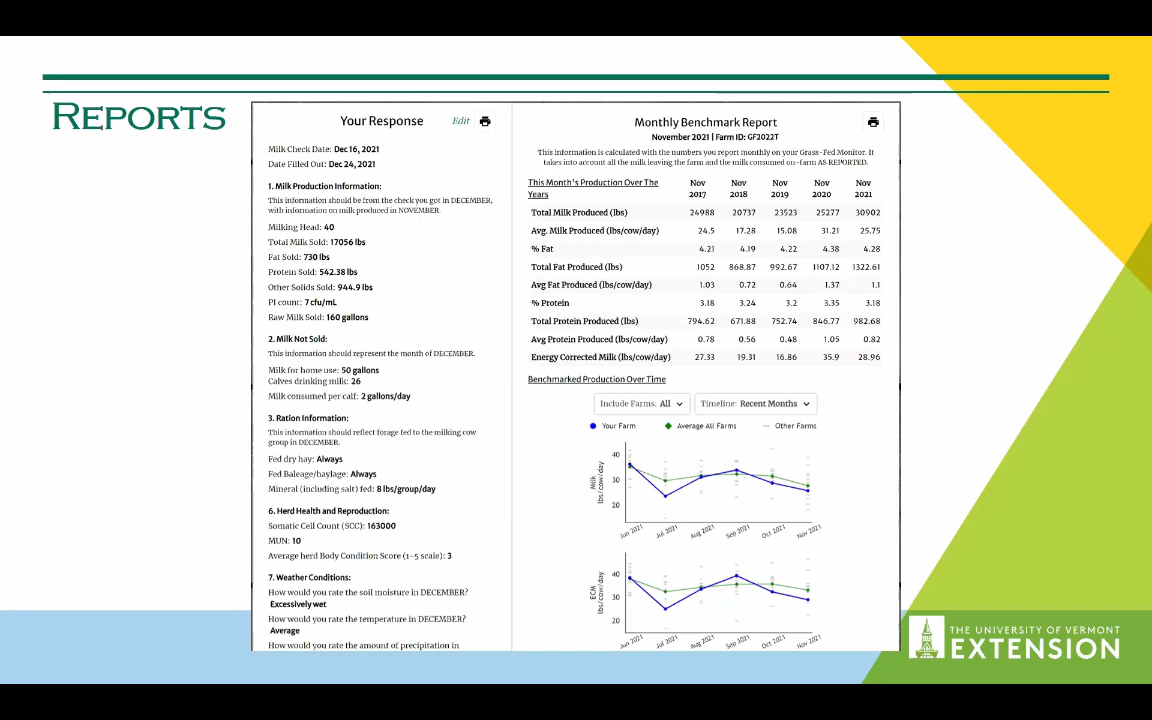 REPORTS
Your Response Edit
Milk Check Date: Dec 16, 2021
Date Filled Out: Dec 24, 2021
1. Milk Production Information:
This information should be from the check you got in DECEMBER,
with information on milk produced in NOVEMBER.
Milking Head: 40
Total Milk Sold: 17056 lbs
Fat Sold: 730 lbs
Protein Sold: 542.38 lbs
Other Solids Sold: 944.9 lbs
PI count: 7 cfu/mL
Raw Milk Sold: 160 gallons
2. Milk Not Sold:
This information should represent the month of DECEMBER.
Milk for home use: 50 gallons
Calves drinking milk: 26
Milk consumed per calf: 2 gallons/day
3. Ration Information:
This information should reflect forage fed to the milking cow
group in DECEMBER.
Fed dry hay: Always
Fed Baleage/haylage: Always
Mineral (including salt) fed: 8 lbs/group/day
6. Herd Health and Reproduction:
Somatic Cell Count (SCC): 163000
MUN: 10
Average herd Body Condition Score (1-5 scale): 3
7. Weather Conditions:
How would you rate the soil moisture in DECEMBER?
Excessively wet
How would you rate the temperature in DECEMBER?
Average
How would you rate the amount of precipitation in
Monthly Benchmark Report
November 2021 | Farm ID: GF2022T
This information is calculated with the numbers you report monthly on your Grass-Fed Monitor. It
takes into account all the milk leaving the farm and the milk consumed on-farm AS REPORTED.
This Month's Production Over The Nov Nov Nov Nov Nov
Years 2017 2018 2019 2020 2021
Total Milk Produced (lbs) 24988 20737 23523 25277 30902
Avg. Milk Produced (lbs/cow/day) 24.5 17.28 15.08 31.21 25.75
% Fat 4.21 4.19 4.22 4.38 4.28
Total Fat Produced (lbs) 1052 868.87 992.67 1107.12 1322.61
Avg Fat Produced (lbs/cow/day) 1.03 0.72 0.64 1.37 1.1
% Protein 3.18 3.24 3.2 3.35 3.18
Total Protein Produced (lbs) 794.62 671.88 752.74 846.77 982.68
Avg Protein Produced (lbs/cow/day) 0.78 0.56 0.48 1.05 0.82
Energy Corrected Milk (lbs/cow/day) 27.33 19.31 16.86 35.9 28.96
Benchmarked Production Over Time
Include Farms: All Timeline: Recent Months
Your Farm Average All Farms Other Farms
Milk
lbs/cow/day
40
30
20
Jun 2021 Jul 2021 Aug 2021 Sep 2021 Oct 2021 Nov 2021
ECM
lbs/cow/day
40
30
20
Jun 2021 Jul 2021 Aug 2021 Sep 2021 Oct 2021 Nov 2021
THE UNIVERSITY OF VERMONT
EXTENSION